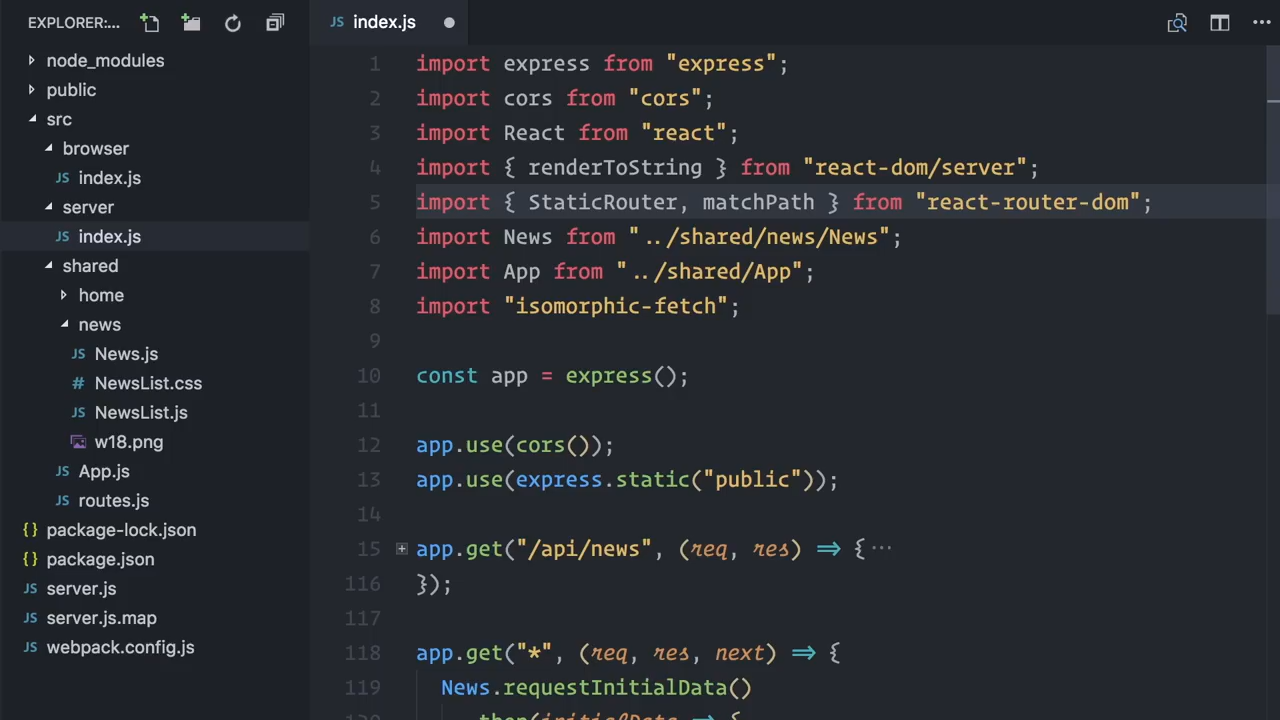 EXPLORER:...
node_modules
public
src
browser
JS index.js
server
JS index.js
shared
home
news
JS News.js
# NewsList.css
JS NewsList.js
w18.png
JS App.js
JS routes.js
{} package-lock.json
{} package.json
JS server.js
JS server.js.map
JS webpack.config.js
JS index.js
1 import express from "express";
2 import cors from "cors";
3 import React from "react";
4 import { renderToString } from "react-dom/server";
5 import { StaticRouter, matchPath } from "react-router-dom";
6 import News from "../shared/news/News";
7 import App from "../shared/App";
8 import "isomorphic-fetch";
9
10 const app = express();
11
12 app.use(cors());
13 app.use(express.static("public"));
14
15 app.get("/api/news", (req, res) => {...
116 });
117
118 app.get("*", (req, res, next) => {
119 News.requestInitialData()
120 .then(initialData => {